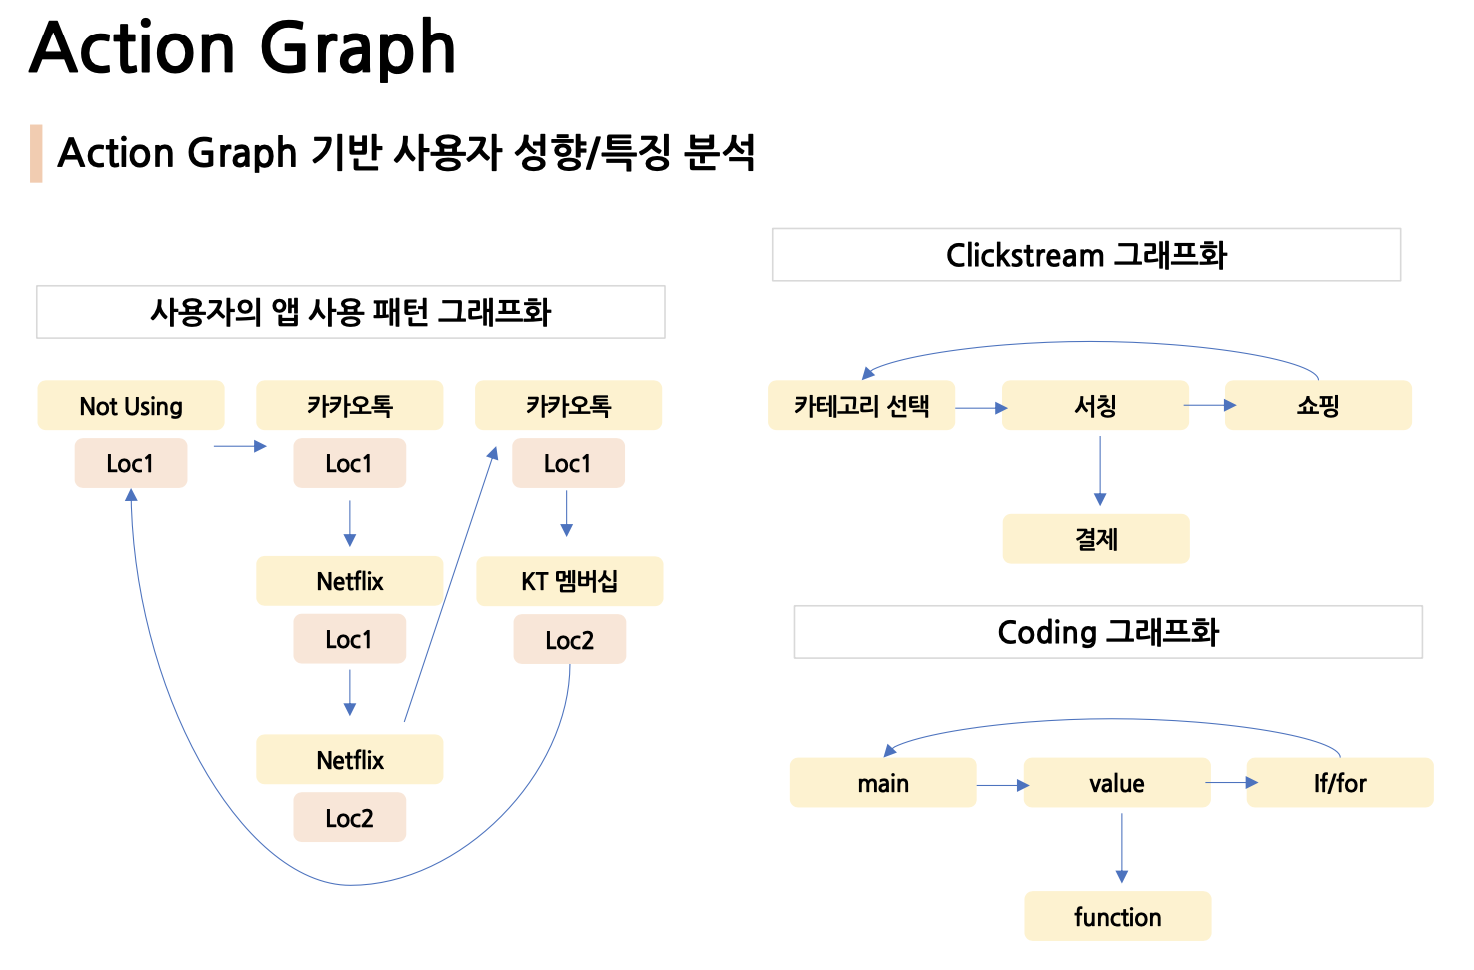 Action Graph
Action Graph 기반 사용자 성향/특징 분석
사용자의 앱 사용 패턴 그래프화
Not Using
Loc1
카카오톡
Loc1
Netflix
Loc1
Netflix
Loc2
카카오톡
Loc1
KT 멤버십
Loc2
Clickstream 그래프화
카테고리 선택
서칭
쇼핑
결제
Coding 그래프화
main
value
If/for
function